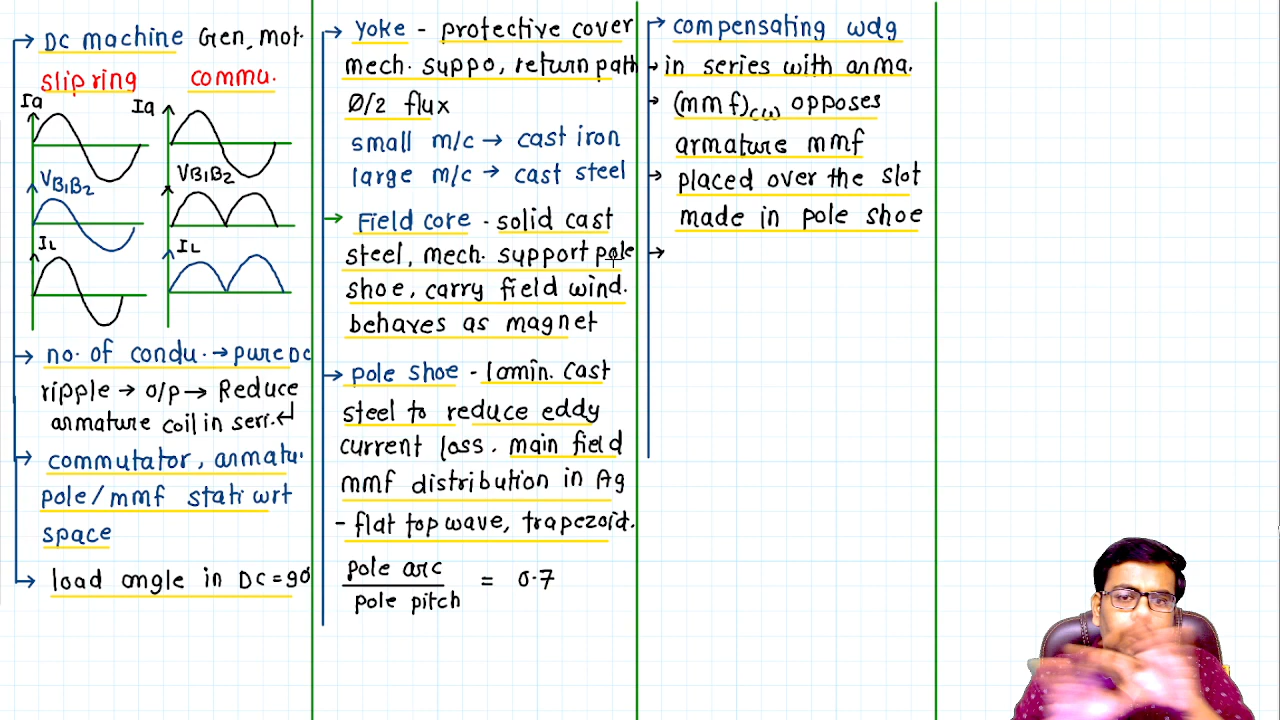 DC machine Gen, mot.
slip ring commu.
Ia Ia
VB1B2 VB1B2
IL IL
no. of condu. → pure DC
ripple → o/p → Reduce
armature coil in seri.
commutator, armatu.
pole/mmf stati wrt
space
load angle in DC = 90°
Yoke - protective cover
mech. suppo, return path
Ø/2 flux
small m/c → cast iron
large m/c → cast steel
Field core - solid cast
steel, mech. support pole
shoe, carry field wind.
behaves as magnet
pole shoe - lamin. cast
steel to reduce eddy
current loss. main field
mmf distribution in Ag
- flat top wave, trapezoid.
pole arc
pole pitch = 0.7
compensating wdg
in series with arma.
(mmf)cw opposes
armature mmf
placed over the slot
made in pole shoe